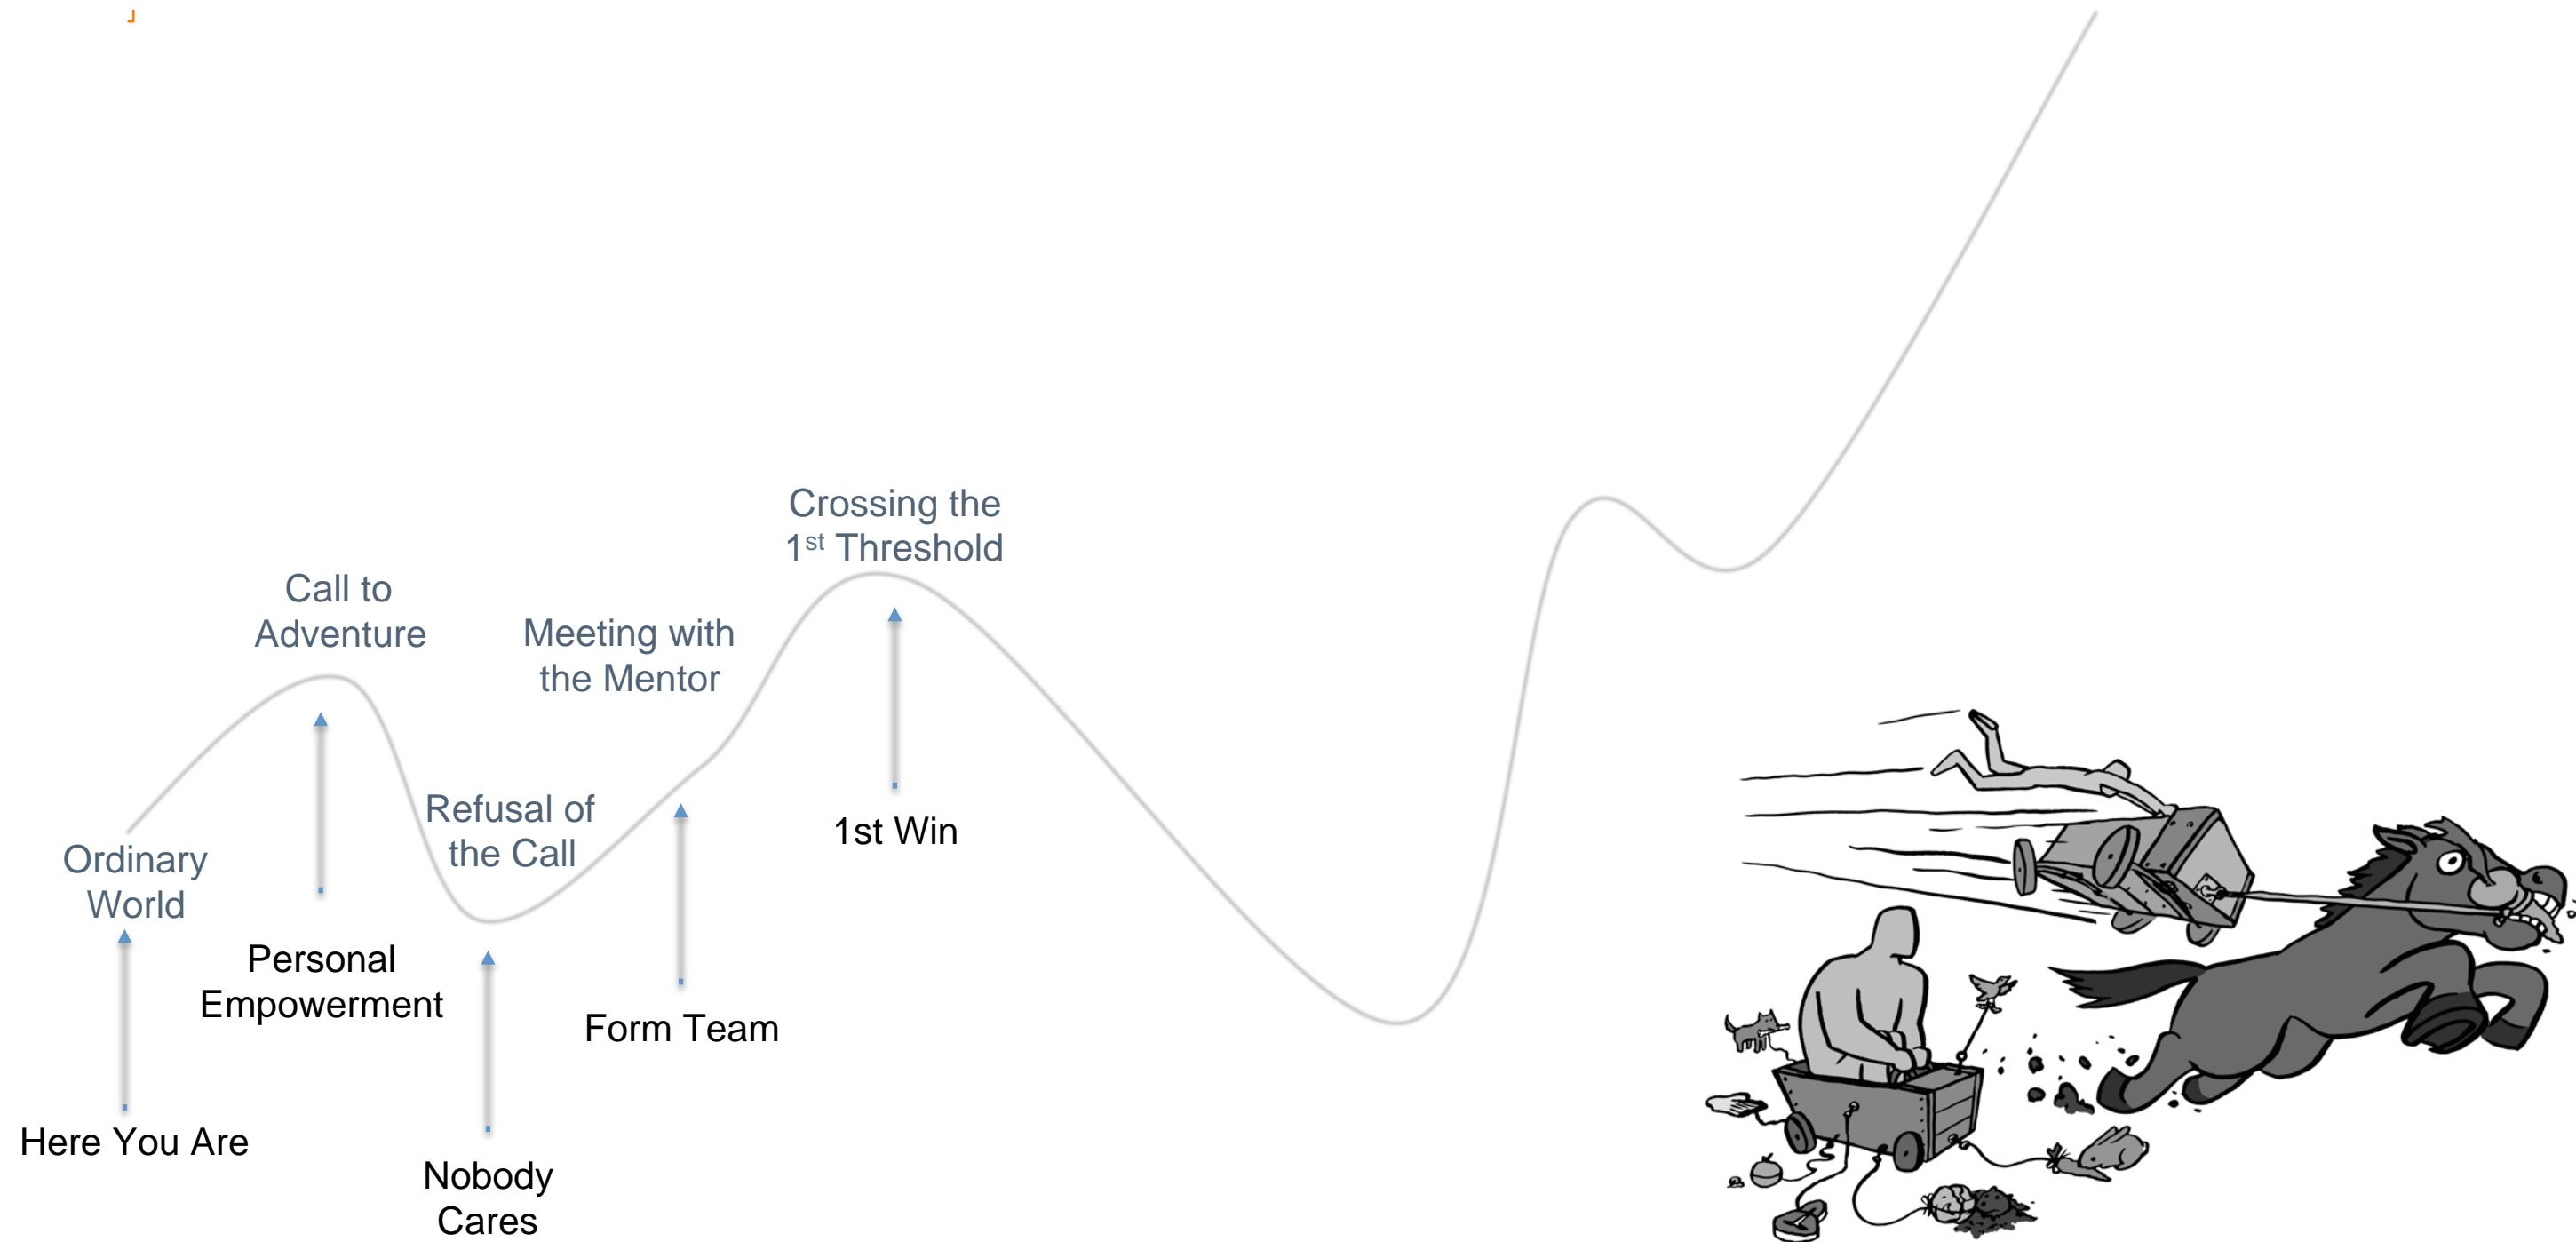 Crossing the
1st Threshold
Call to
Adventure
Meeting with
the Mentor
Refusal of
the Call
1st Win
Ordinary
World
Personal
Empowerment
Form Team
Here You Are
Nobody
Cares